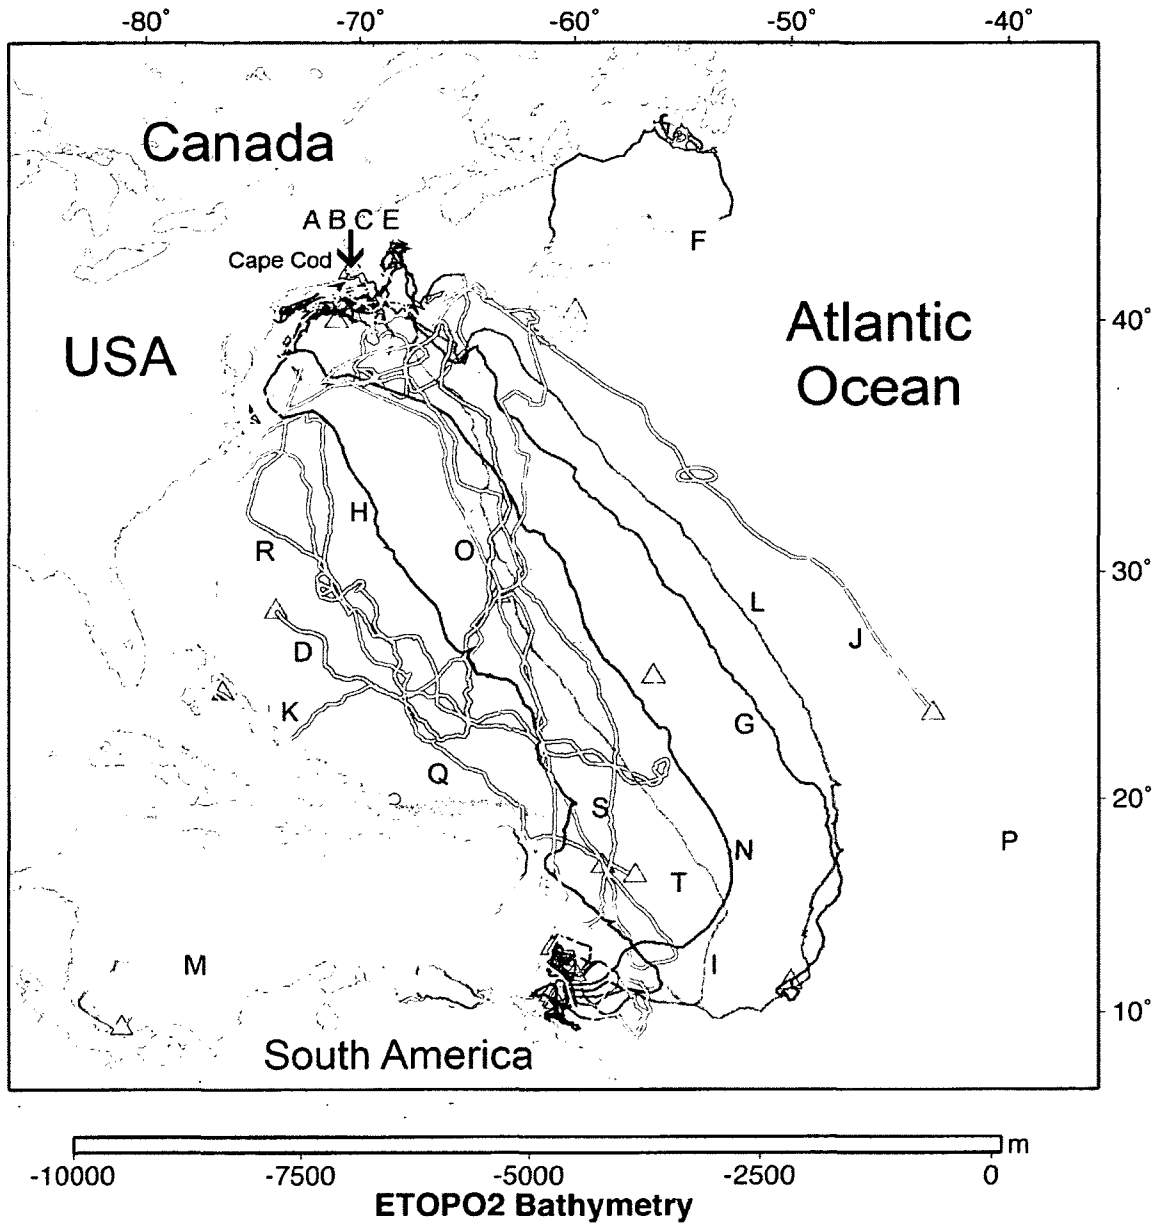 -80° -70° -60° -50° -40°
Canada
A B C E
Cape Cod
F
USA
Atlantic
Ocean
40°
H
R
O
30°
L
J
D
K
G
Q
20°
S
N
P
T
M
I
10°
South America
m
-10000 -7500 -5000 -2500 0
ETOPO2 Bathymetry